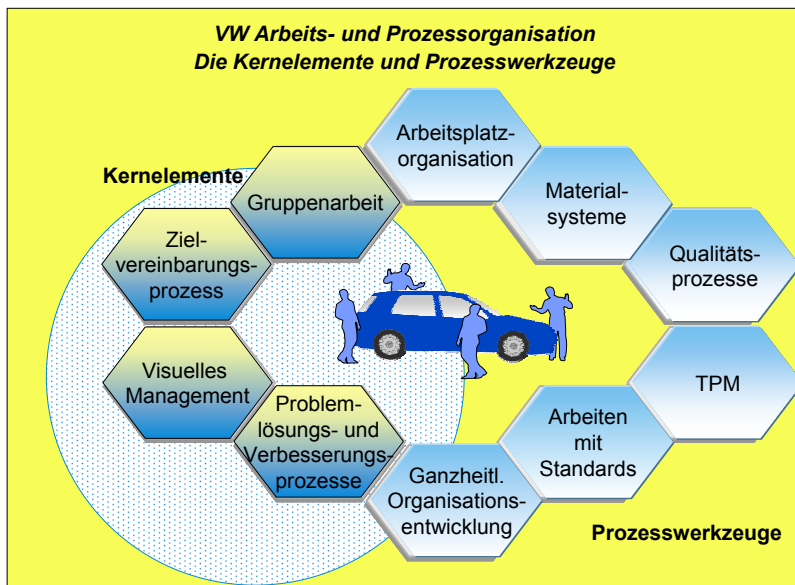 VW Arbeits- und Prozessorganisation
Die Kernelemente und Prozesswerkzeuge
Kernelemente
Gruppenarbeit
Arbeitsplatz-
organisation
Material-
systeme
Qualitäts-
prozesse
Ziel-
vereinbarungs-
prozess
Visuelles
Management
Problem-
lösungs- und
Verbesserungs-
prozesse
Ganzheitl.
Organisations-
entwicklung
Arbeiten
mit
Standards
TPM
Prozesswerkzeuge